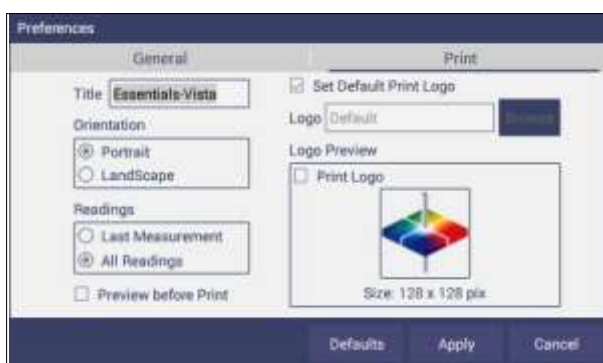 Preferences
General
Print
Title Essentials-Vista
Orientation
Portrait
LandScape
Readings
Last Measurement
All Readings
Preview before Print
Set Default Print Logo
Logo Default
Browse
Logo Preview
Print Logo
Size: 128 x 128 pix
Defaults
Apply
Cancel